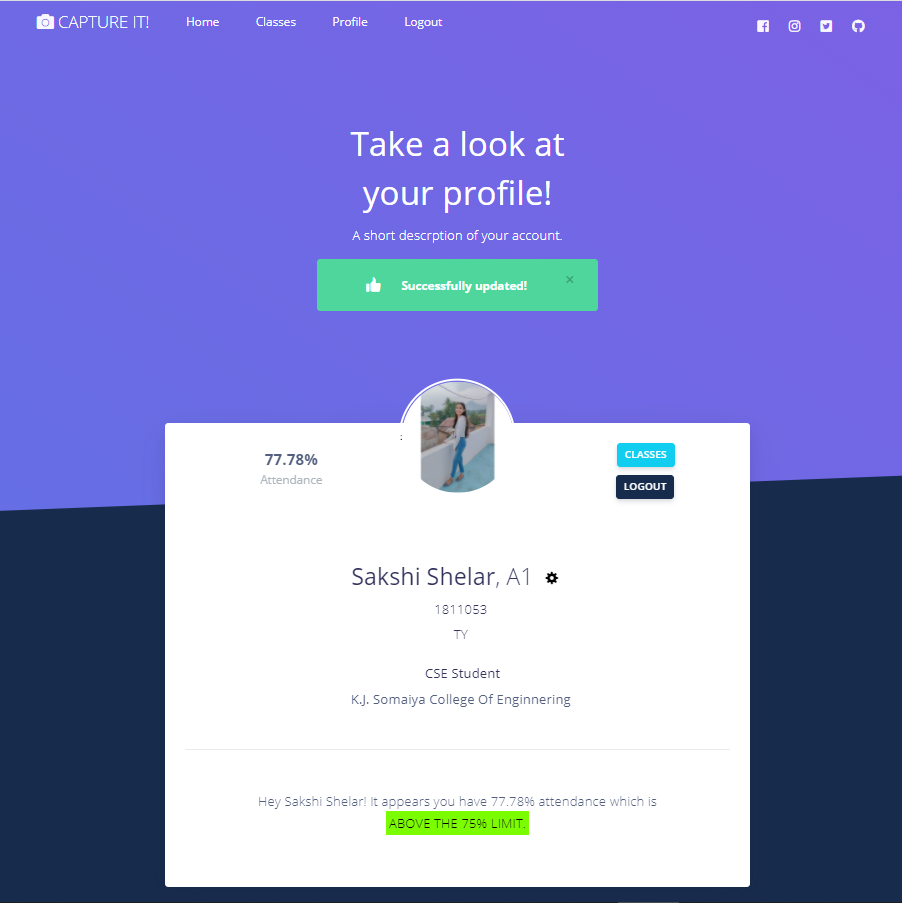 CAPTURE IT! Home Classes Profile Logout
Take a look at
your profile!
A short descrption of your account.
Successfully updated! ×
:
77.78%
Attendance
CLASSES
LOGOUT
Sakshi Shelar, A1
1811053
TY
CSE Student
K.J. Somaiya College Of Enginnering
Hey Sakshi Shelar! It appears you have 77.78% attendance which is
ABOVE THE 75% LIMIT.